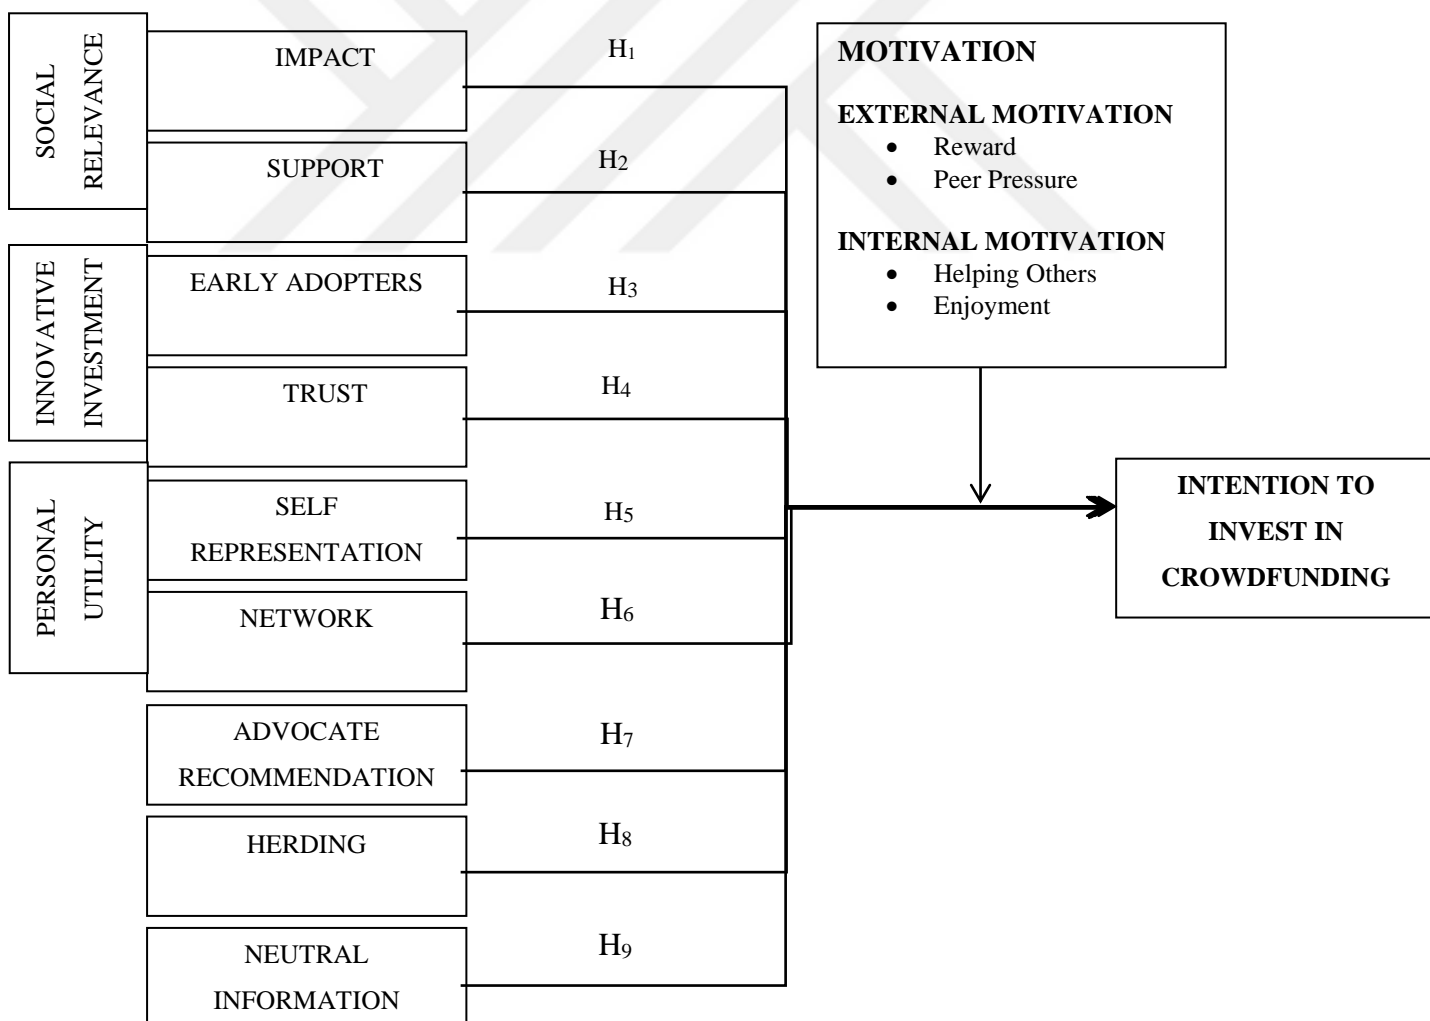 SOCIAL
RELEVANCE
IMPACT
H1
SUPPORT
H2
INNOVATIVE
INVESTMENT
EARLY ADOPTERS
H3
TRUST
H4
PERSONAL
UTILITY
SELF
REPRESENTATION
H5
NETWORK
H6
ADVOCATE
RECOMMENDATION
H7
HERDING
H8
NEUTRAL
INFORMATION
H9
MOTIVATION
EXTERNAL MOTIVATION
• Reward
• Peer Pressure
INTERNAL MOTIVATION
• Helping Others
• Enjoyment
INTENTION TO
INVEST IN
CROWDFUNDING